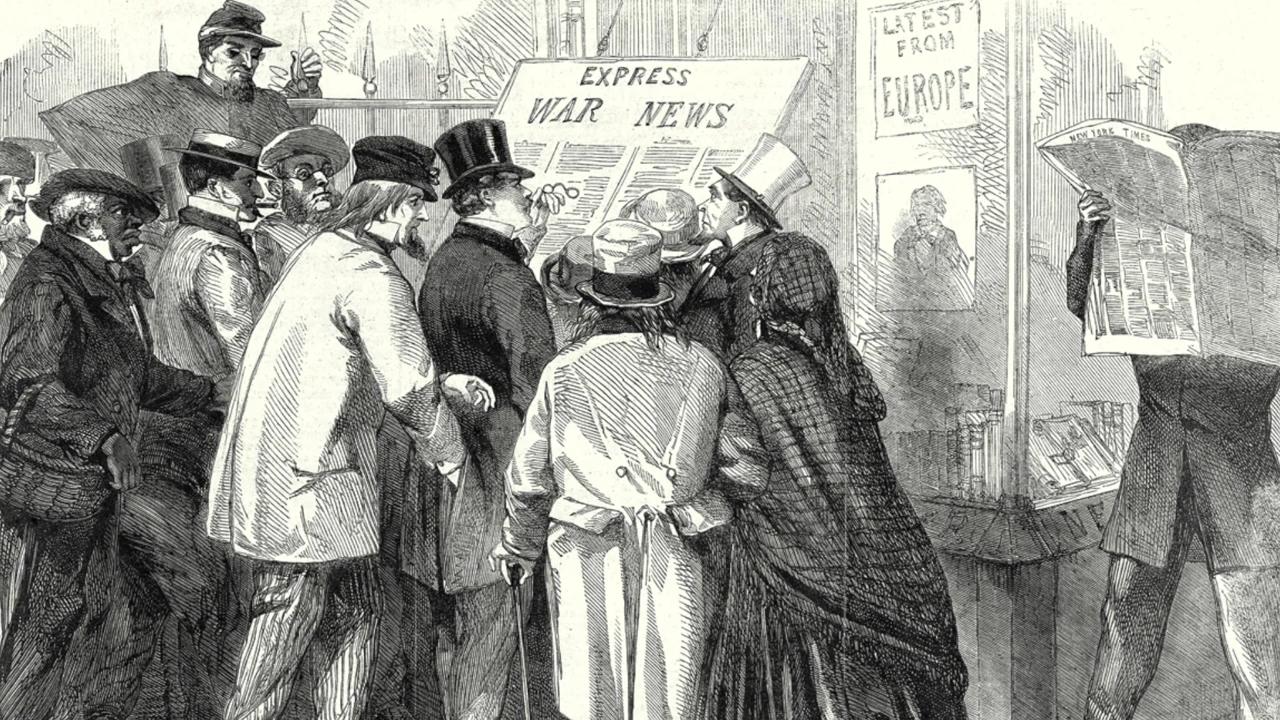 EXPRESS
WAR NEWS
LATEST
FROM
EUROPE
NEW YORK TIMES